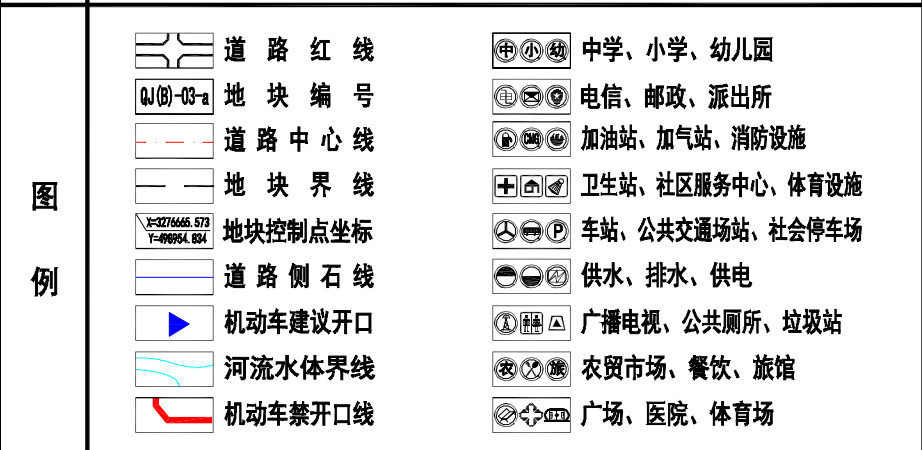 图例
道路红线
中 小 幼 中学、小学、幼儿园
QJ(B)-03-a 地块编号
电 电信、邮政、派出所
道路中心线
CNG 加油站、加气站、消防设施
地块界线
卫生站、社区服务中心、体育设施
X=3276665.573
Y=498954.834
地块控制点坐标
P 车站、公共交通场站、社会停车场
道路侧石线
供水、排水、供电
机动车建议开口
广播电视、公共厕所、垃圾站
河流水体界线
农 旅 农贸市场、餐饮、旅馆
机动车禁开口线
广场、医院、体育场